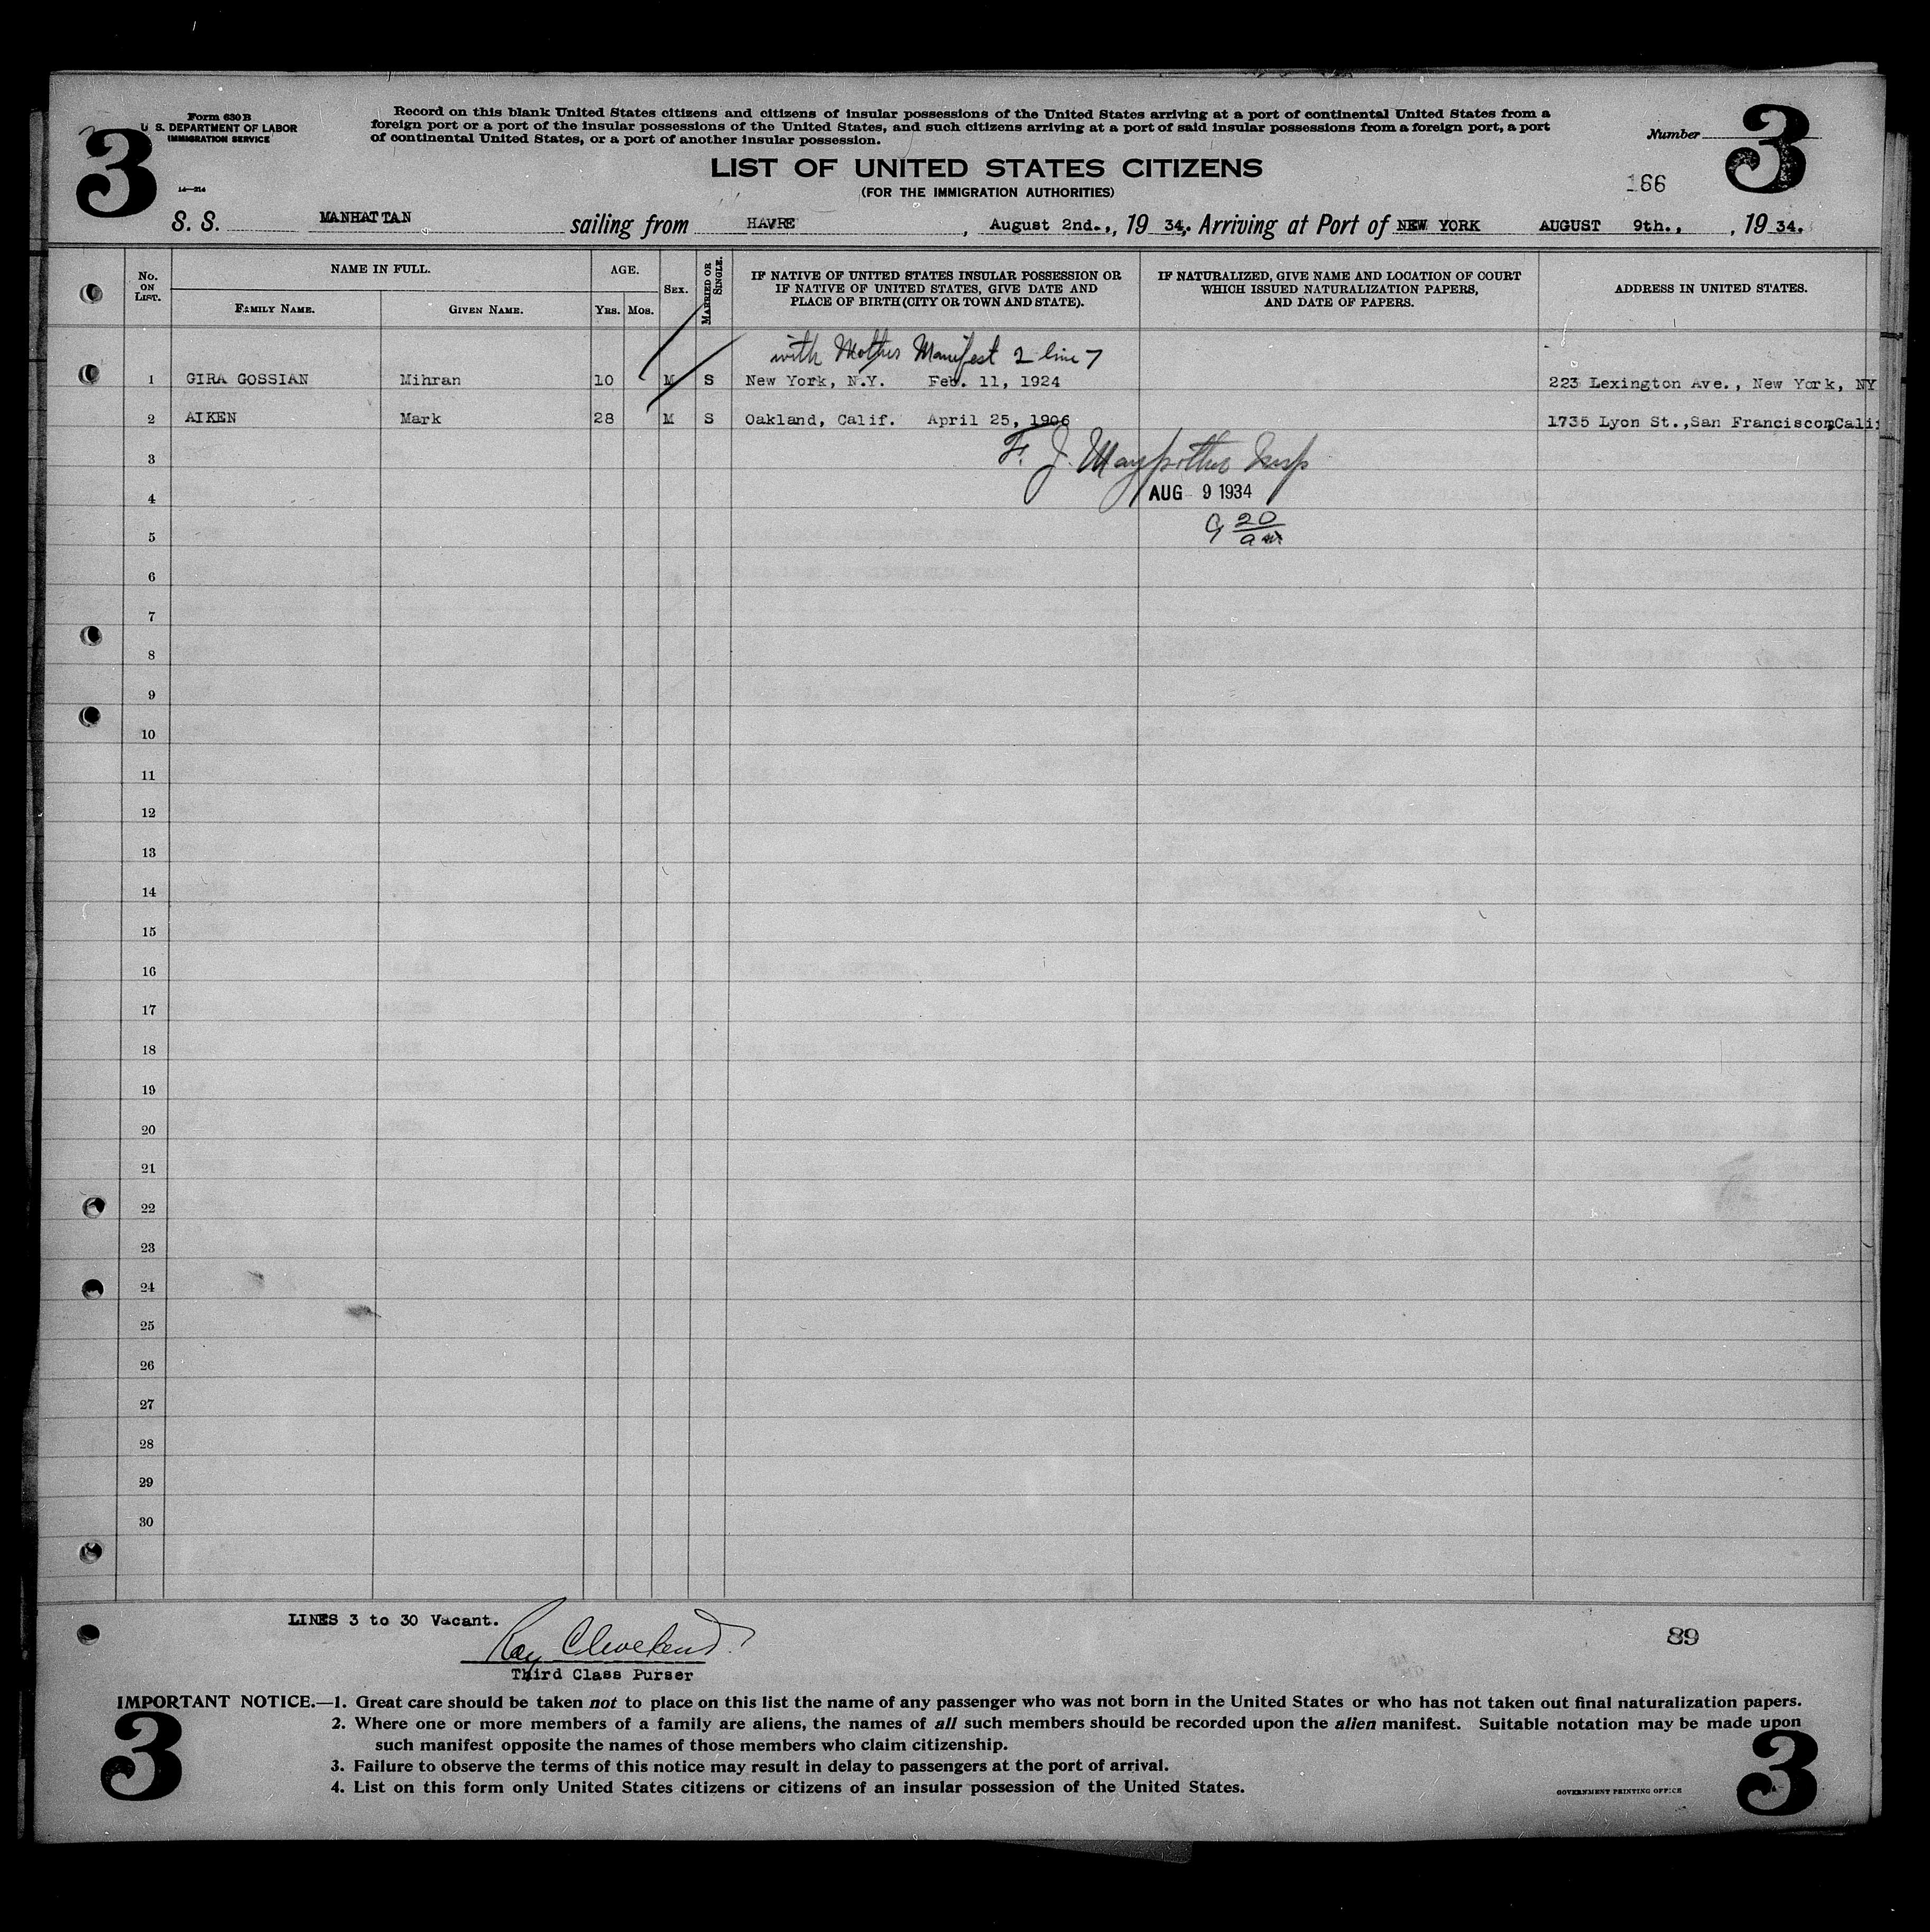 3
Form 630 B
U. S. DEPARTMENT OF LABOR
IMMIGRATION SERVICE
14—214
Record on this blank United States citizens and citizens of insular possessions of the United States arriving at a port of continental United States from a
foreign port or a port of the insular possessions of the United States, and such citizens arriving at a port of said insular possessions from a foreign port, a port
of continental United States, or a port of another insular possession.
Number 3
LIST OF UNITED STATES CITIZENS
(FOR THE IMMIGRATION AUTHORITIES)
166
S. S. MANHATTAN sailing from HAVRE, August 2nd., 1934, Arriving at Port of NEW YORK AUGUST 9th., 1934.
No. ON LIST.
NAME IN FULL.
FAMILY NAME.
GIVEN NAME.
AGE.
YRS. MOS.
SEX.
MARRIED OR SINGLE.
IF NATIVE OF UNITED STATES INSULAR POSSESSION OR
IF NATIVE OF UNITED STATES, GIVE DATE AND
PLACE OF BIRTH (CITY OR TOWN AND STATE).
IF NATURALIZED, GIVE NAME AND LOCATION OF COURT
WHICH ISSUED NATURALIZATION PAPERS,
AND DATE OF PAPERS.
ADDRESS IN UNITED STATES.
with Mother Manifest 2 line 7
1 GIRA GOSSIAN Mihran 10 M S New York, N.Y. Feb. 11, 1924 223 Lexington Ave., New York, NY
2 AIKEN Mark 28 M S Oakland, Calif. April 25, 1906 1735 Lyon St.,San Francisco,Cali
3
F. J. Insp
4
AUG 9 1934
5
9 20 am
6
7
8
9
10
11
12
13
14
15
16
17
18
19
20
21
22
23
24
25
26
27
28
29
30
LINES 3 to 30 Vacant.
Ray Cleveland
Third Class Purser
89
IMPORTANT NOTICE.—1. Great care should be taken not to place on this list the name of any passenger who was not born in the United States or who has not taken out final naturalization papers.
2. Where one or more members of a family are aliens, the names of all such members should be recorded upon the alien manifest. Suitable notation may be made upon
such manifest opposite the names of those members who claim citizenship.
3. Failure to observe the terms of this notice may result in delay to passengers at the port of arrival.
4. List on this form only United States citizens or citizens of an insular possession of the United States.
GOVERNMENT PRINTING OFFICE
3
3